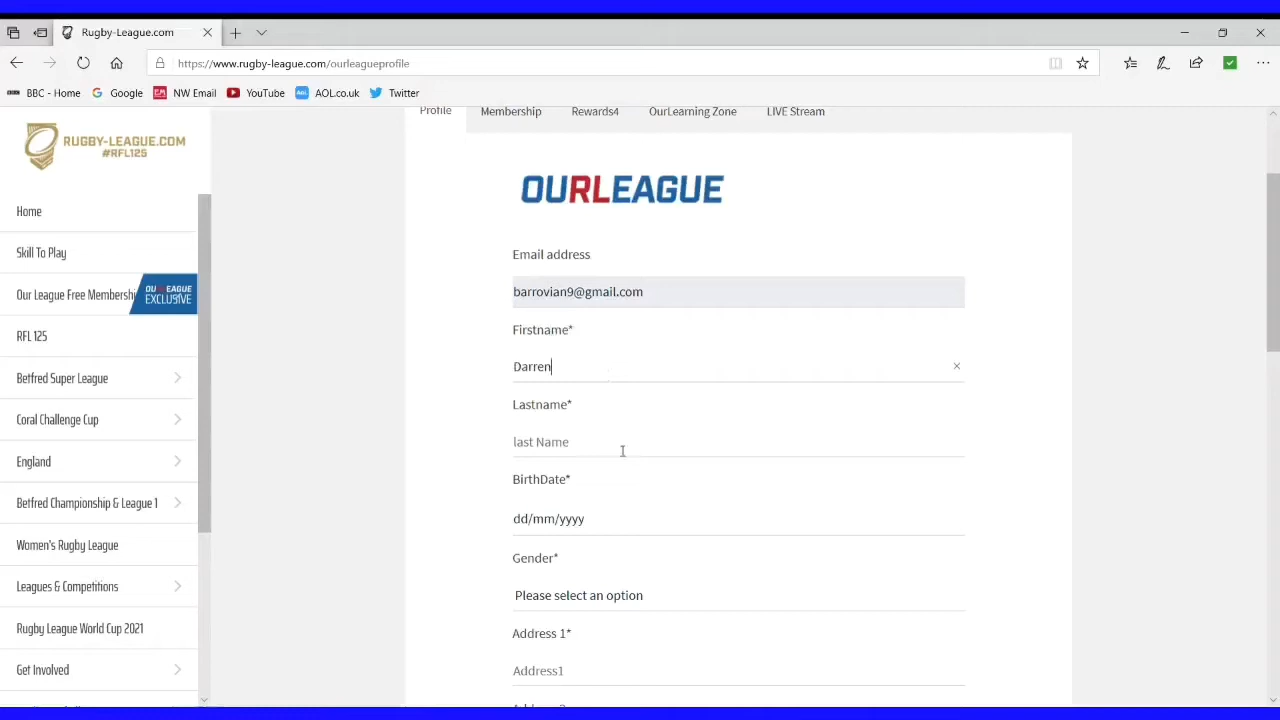 Rugby-League.com
https://www.rugby-league.com/ourleagueprofile
BBC - Home
Google
NW Email
YouTube
AOL.co.uk
Twitter
Profile
Membership
Rewards4
OurLearning Zone
LIVE Stream
RUGBY-LEAGUE.COM
#RFL125
Home
Skill To Play
Our League Free Membershi
OURLEAGUE
EXCLUSIVE
RFL 125
Betfred Super League
Coral Challenge Cup
England
Betfred Championship & League 1
Women's Rugby League
Leagues & Competitions
Rugby League World Cup 2021
Get Involved
OURLEAGUE
Email address
barrovian9@gmail.com
Firstname*
Darren
Lastname*
last Name
BirthDate*
dd/mm/yyyy
Gender*
Please select an option
Address 1*
Address1